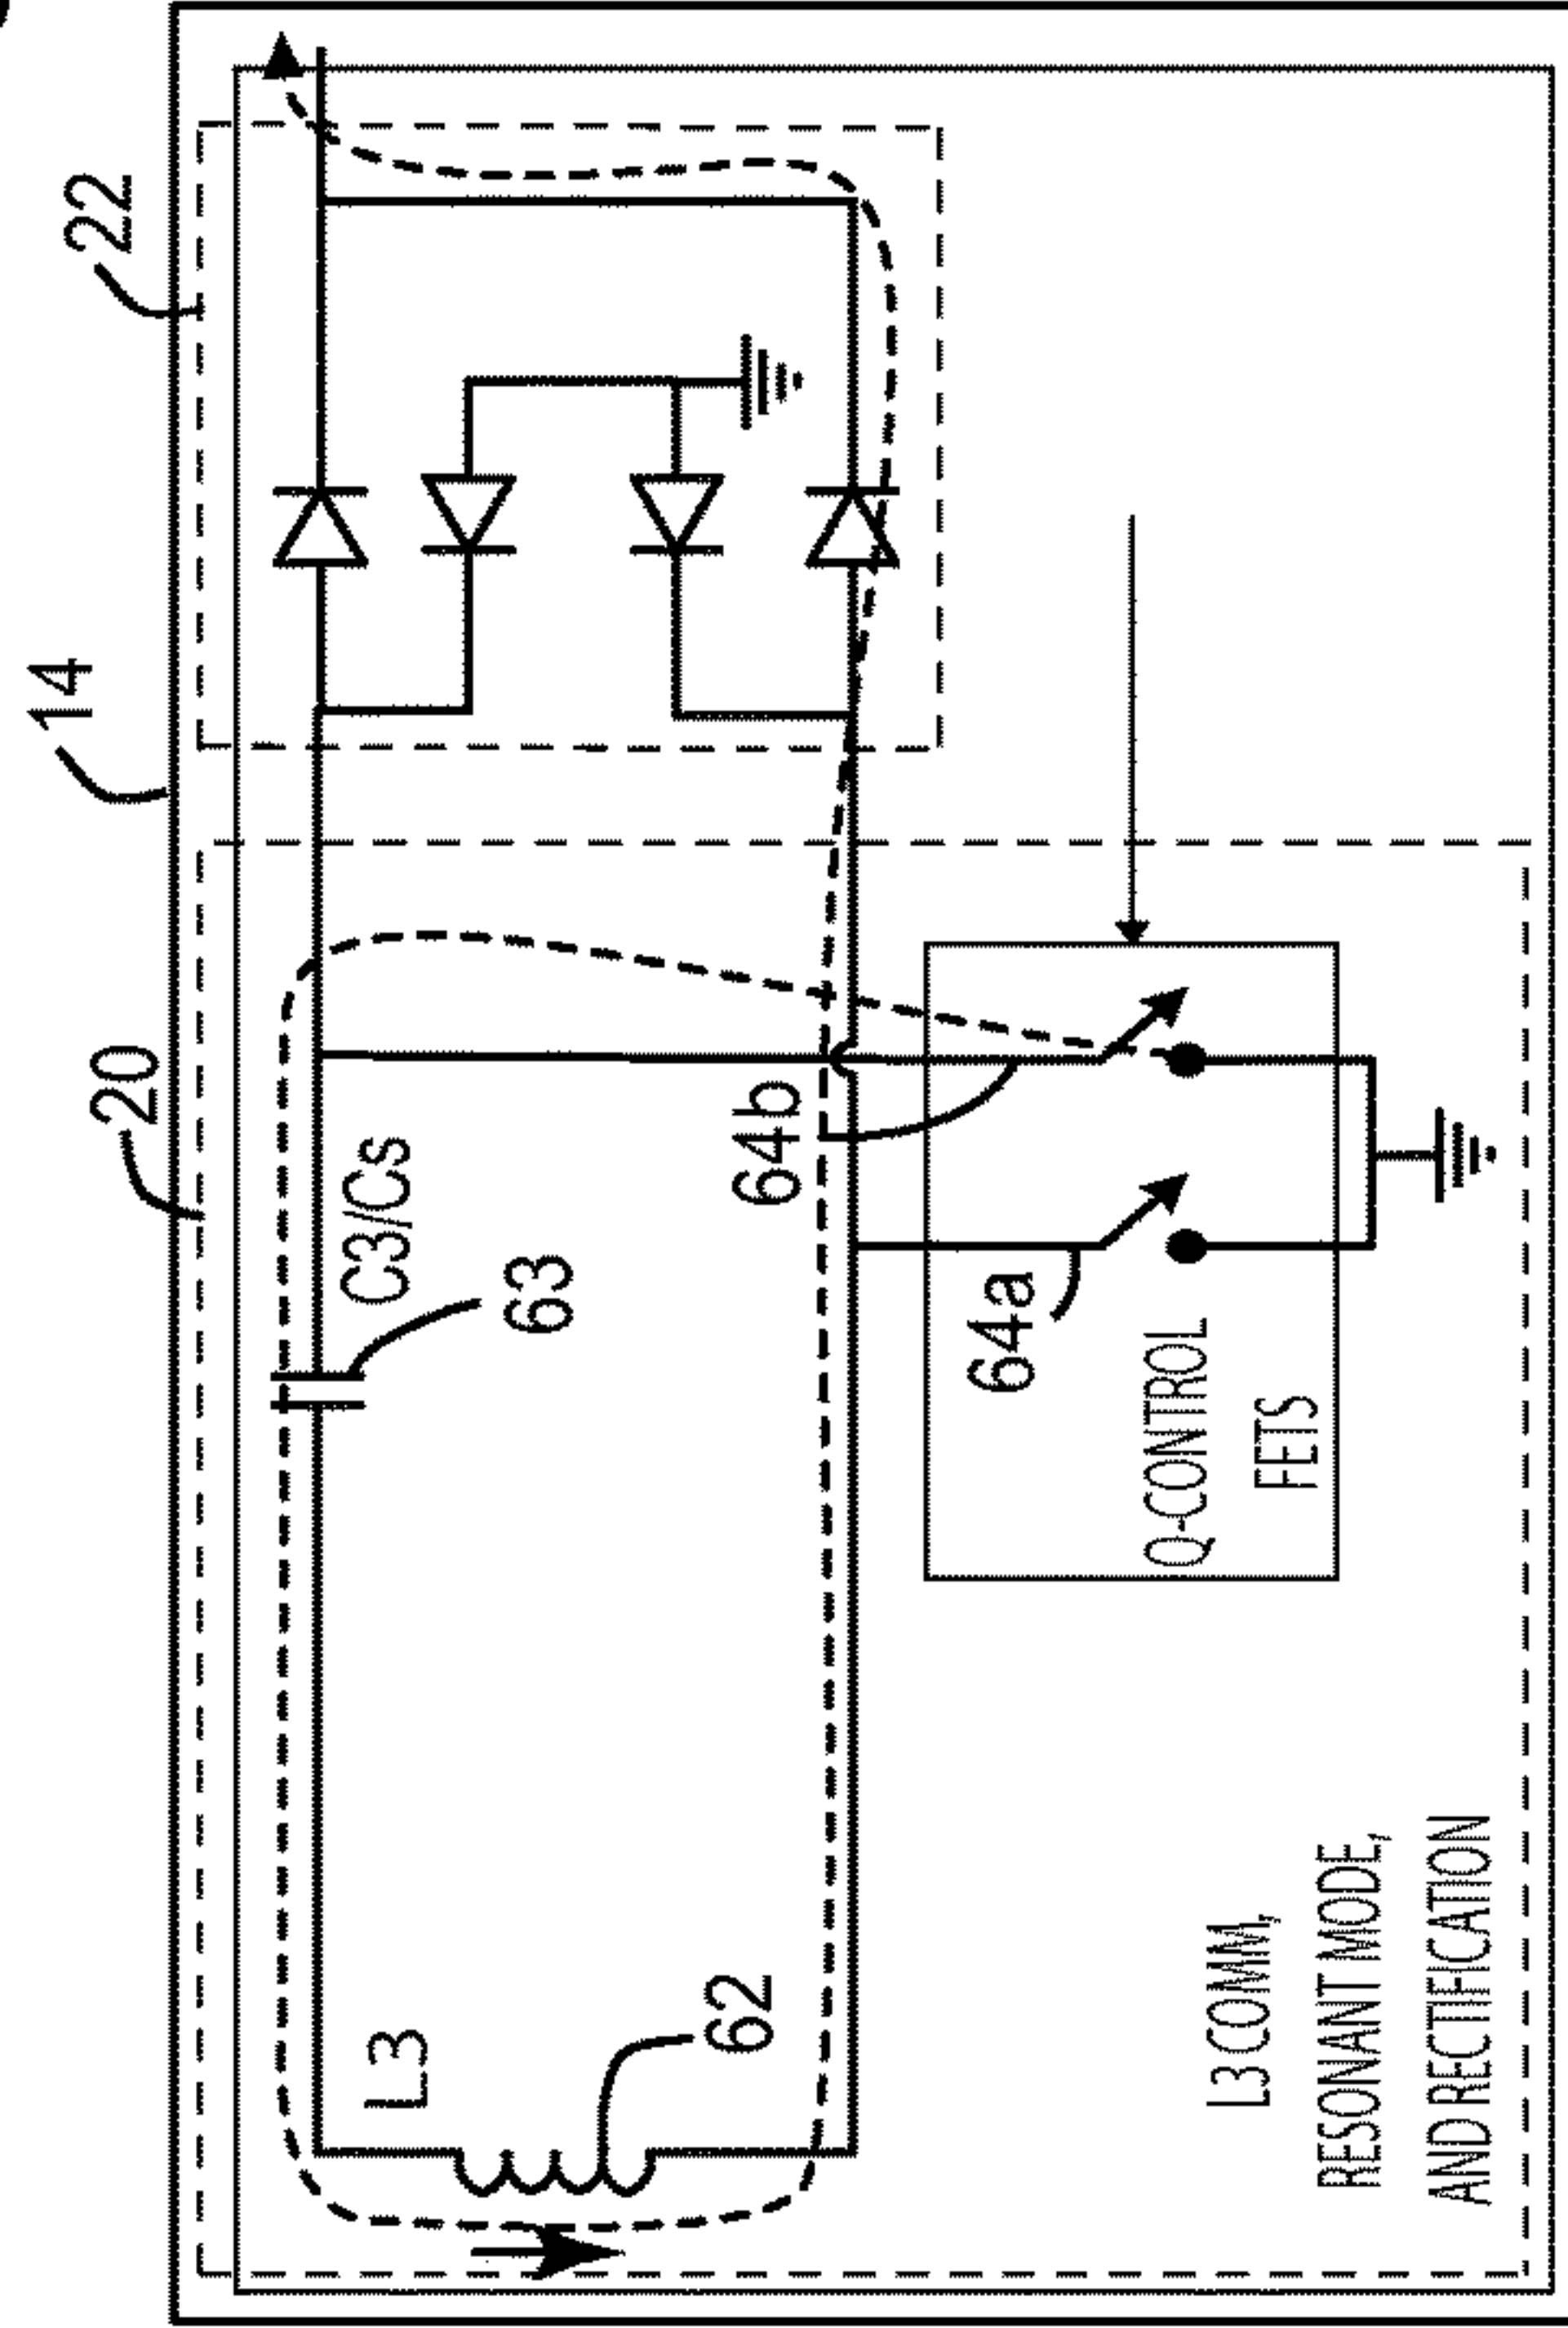 14
20
22
L3
62
C3/Cs
63
64b
64a
Q-CONTROL
FETS
L3 COMM,
RESONANT MODE,
AND RECTIFICATION